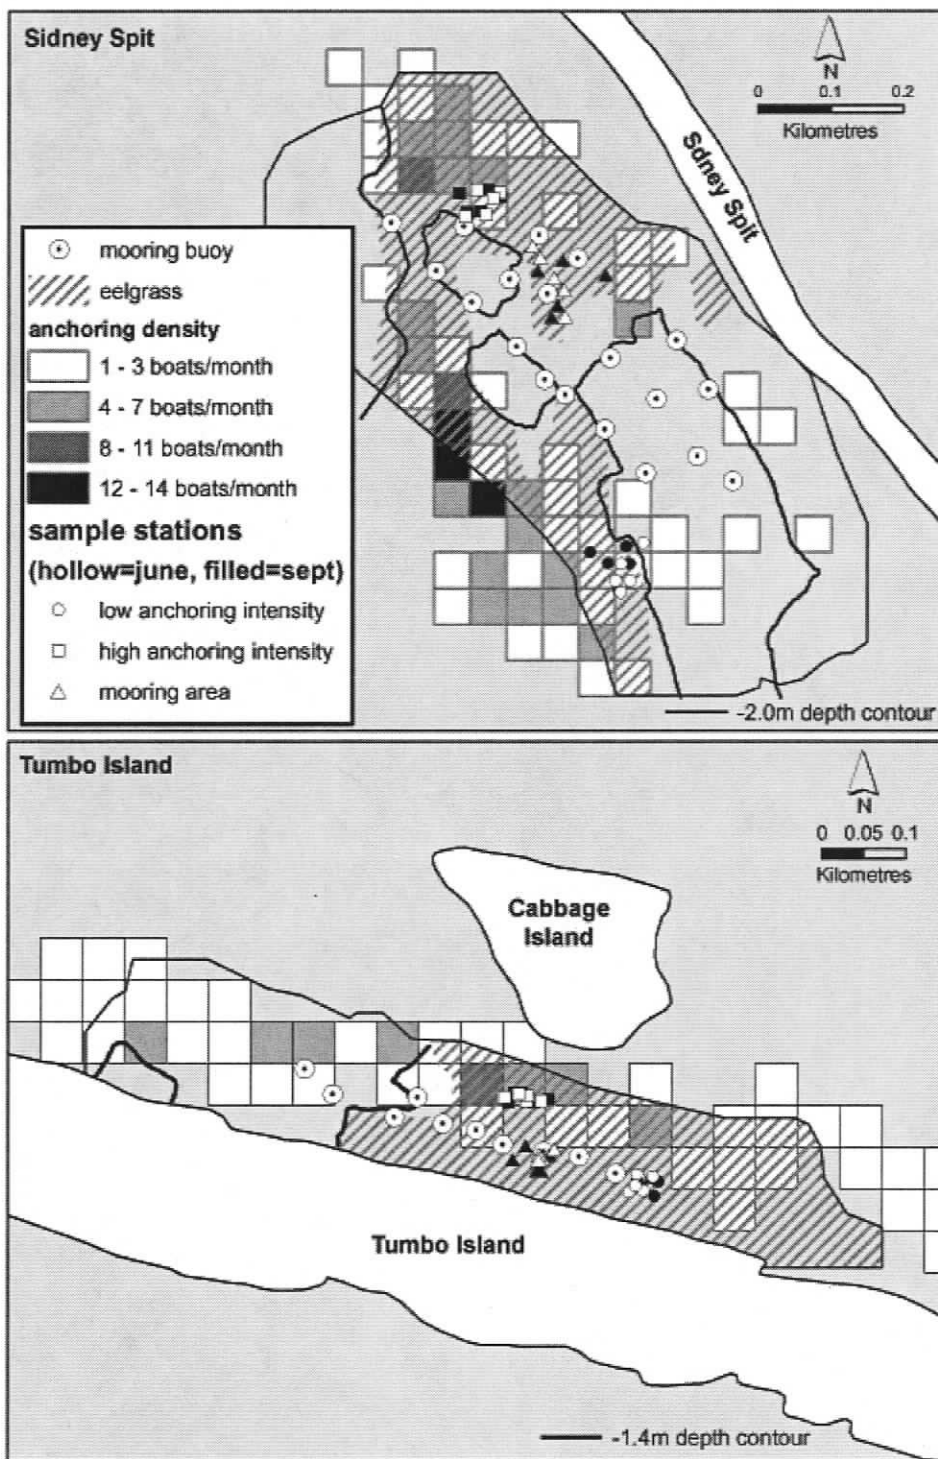 Sidney Spit
N
0 0.1 0.2
Kilometres
Sdney Spit
mooring buoy
eelgrass
anchoring density
1 - 3 boats/month
4 - 7 boats/month
8 - 11 boats/month
12 - 14 boats/month
sample stations
(hollow=june, filled=sept)
low anchoring intensity
high anchoring intensity
mooring area
-2.0m depth contour
Tumbo Island
N
0 0.05 0.1
Kilometres
Cabbage
Island
Tumbo Island
-1.4m depth contour